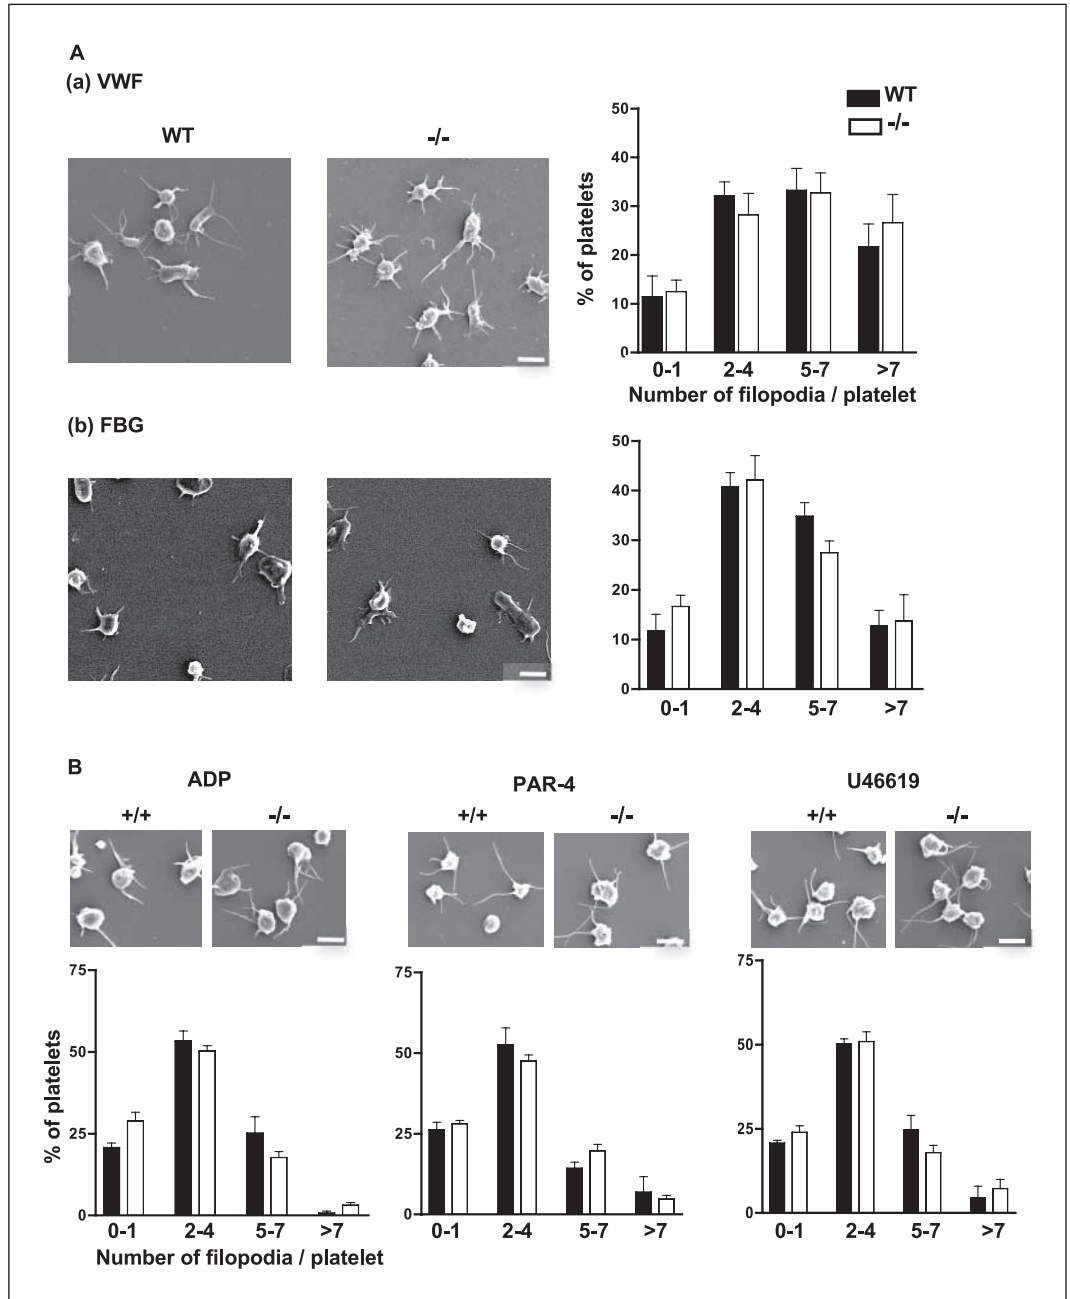 A
(a) VWF
WT
-/-
WT
-/-
% of platelets
50
40
30
20
10
0
0-1 2-4 5-7 >7
Number of filopodia / platelet
(b) FBG
50
40
30
20
10
0
0-1 2-4 5-7 >7
B
ADP
PAR-4
U46619
+/+ -/- +/+ -/- +/+ -/-
% of platelets
75
50
25
0
0-1 2-4 5-7 >7
Number of filopodia / platelet
75
50
25
0
0-1 2-4 5-7 >7
75
50
25
0
0-1 2-4 5-7 >7